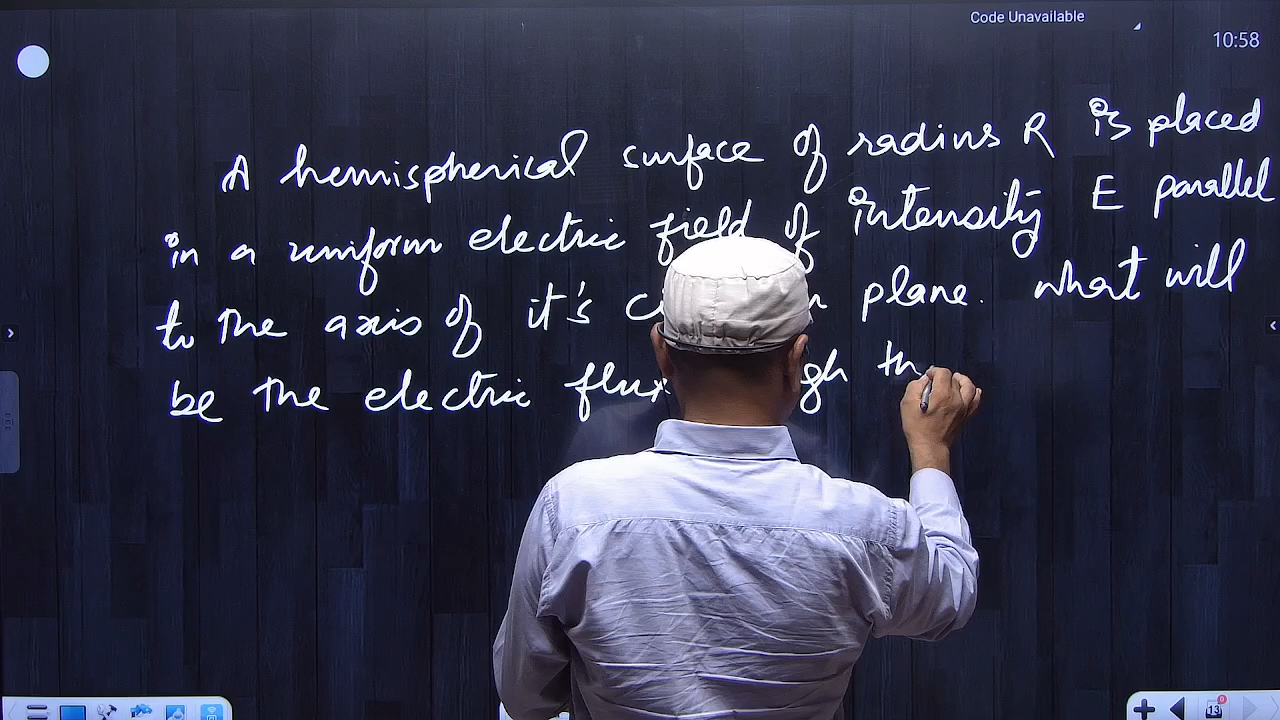 Code Unavailable
10:58
A hemispherical surface of radius R is placed
in a uniform electric field of intensity E parallel
to the axis of it's plane. what will
be the electric flux
13